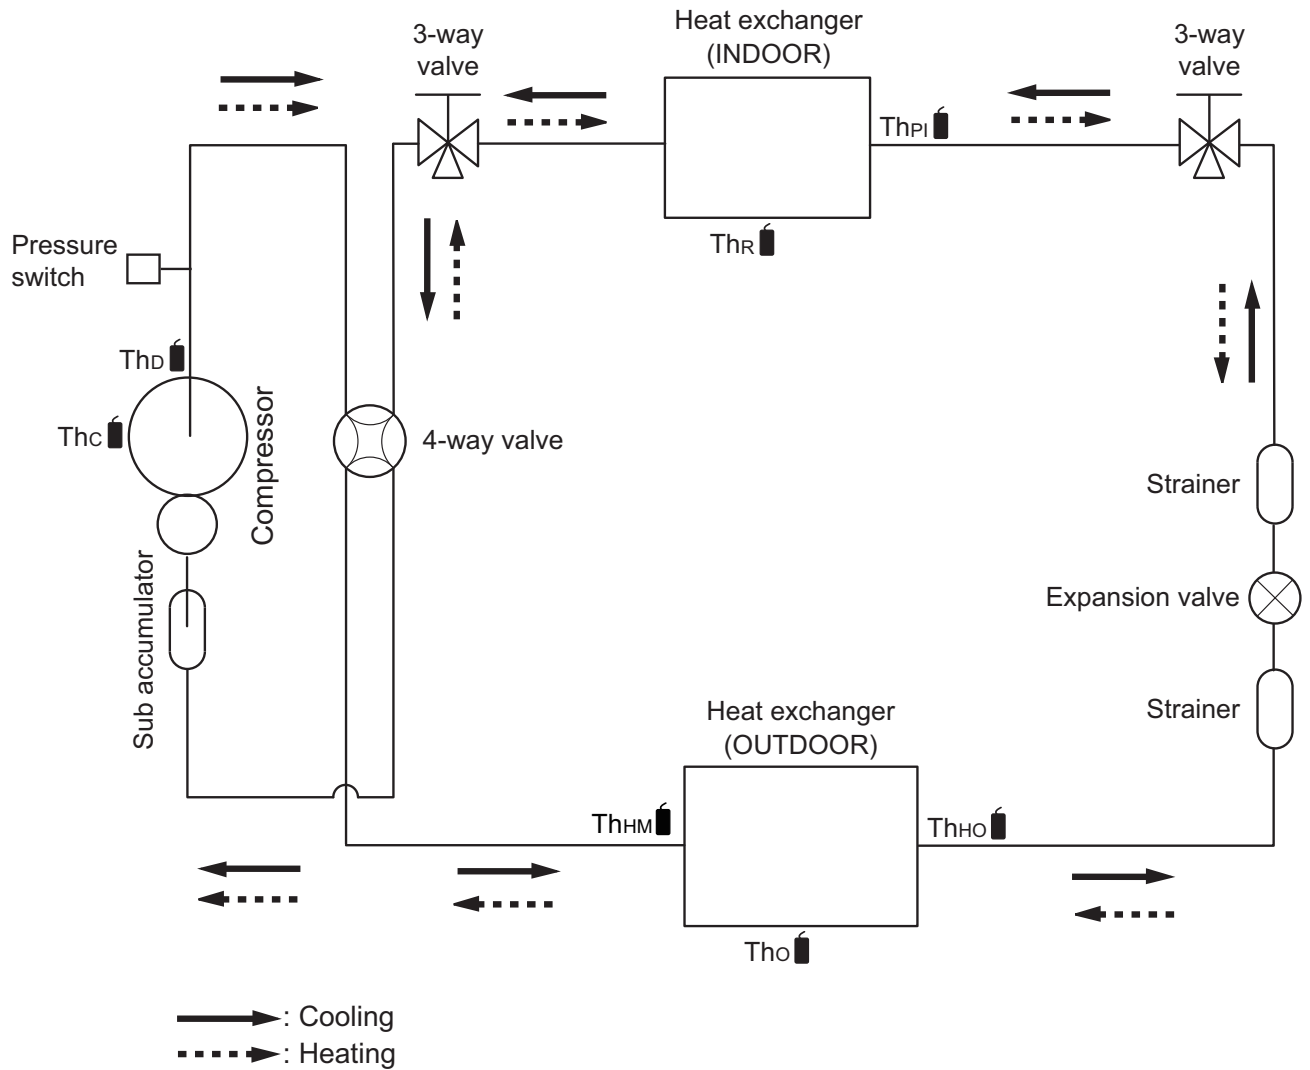 Heat exchanger
(INDOOR)
3-way
valve
3-way
valve
ThPI
ThR
Pressure
switch
ThD
ThC
Compressor
4-way valve
Strainer
Expansion valve
Sub accumulator
Strainer
Heat exchanger
(OUTDOOR)
ThHM
ThHO
ThO
: Cooling
: Heating